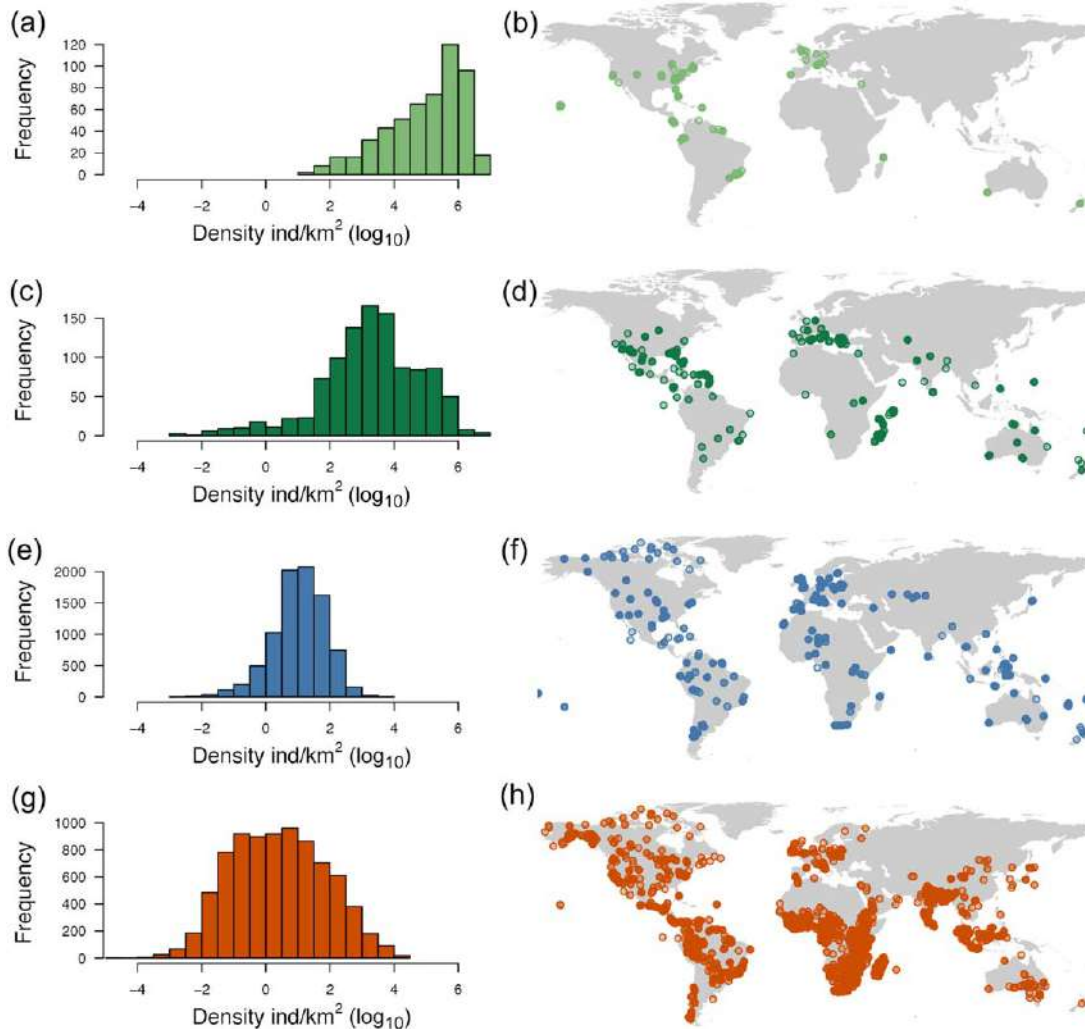 (a)
(b)
120
100
80
60
40
20
0
Frequency
−4 −2 0 2 4 6
Density ind/km² (log₁₀)
(c)
(d)
150
100
50
0
Frequency
−4 −2 0 2 4 6
Density ind/km² (log₁₀)
(e)
(f)
2000
1500
1000
500
0
Frequency
−4 −2 0 2 4 6
Density ind/km² (log₁₀)
(g)
(h)
1000
800
600
400
200
0
Frequency
−4 −2 0 2 4 6
Density ind/km² (log₁₀)